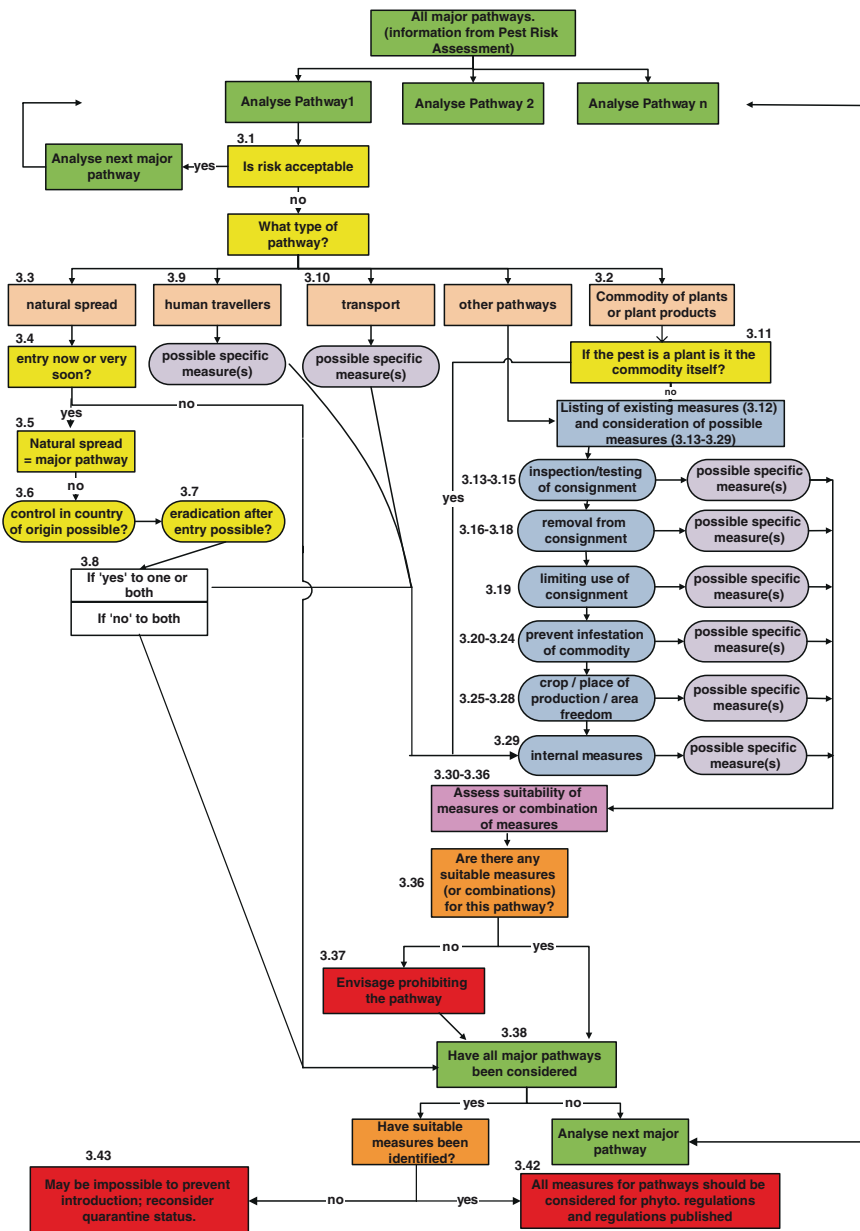 All major pathways.
(information from Pest Risk
Assessment)
Analyse Pathway1
Analyse Pathway 2
Analyse Pathway n
3.1
Analyse next major
pathway
yes
Is risk acceptable
no
What type of
pathway?
3.3
3.9
3.10
3.2
natural spread
human travellers
transport
other pathways
Commodity of plants
or plant products
3.4
3.11
entry now or very
soon?
possible specific
measure(s)
possible specific
measure(s)
If the pest is a plant is it the
commodity itself?
no
yes
no
3.5
Listing of existing measures (3.12)
and consideration of possible
measures (3.13-3.29)
Natural spread
= major pathway
yes
no
3.13-3.15
inspection/testing
of consignment
possible specific
measure(s)
3.6
3.7
control in country
of origin possible?
eradication after
entry possible?
3.16-3.18
removal from
consignment
possible specific
measure(s)
3.8
If 'yes' to one or
both
If 'no' to both
3.19
limiting use of
consignment
possible specific
measure(s)
3.20-3.24
prevent infestation
of commodity
possible specific
measure(s)
3.25-3.28
crop / place of
production / area
freedom
possible specific
measure(s)
3.29
internal measures
possible specific
measure(s)
3.30-3.36
Assess suitability of
measures or combination
of measures
3.36
Are there any
suitable measures
(or combinations)
for this pathway?
no
yes
3.37
Envisage prohibiting
the pathway
3.38
Have all major pathways
been considered
yes
no
Have suitable
measures been
identified?
Analyse next major
pathway
3.43
3.42
May be impossible to prevent
introduction; reconsider
quarantine status.
no
yes
All measures for pathways should be
considered for phyto. regulations
and regulations published